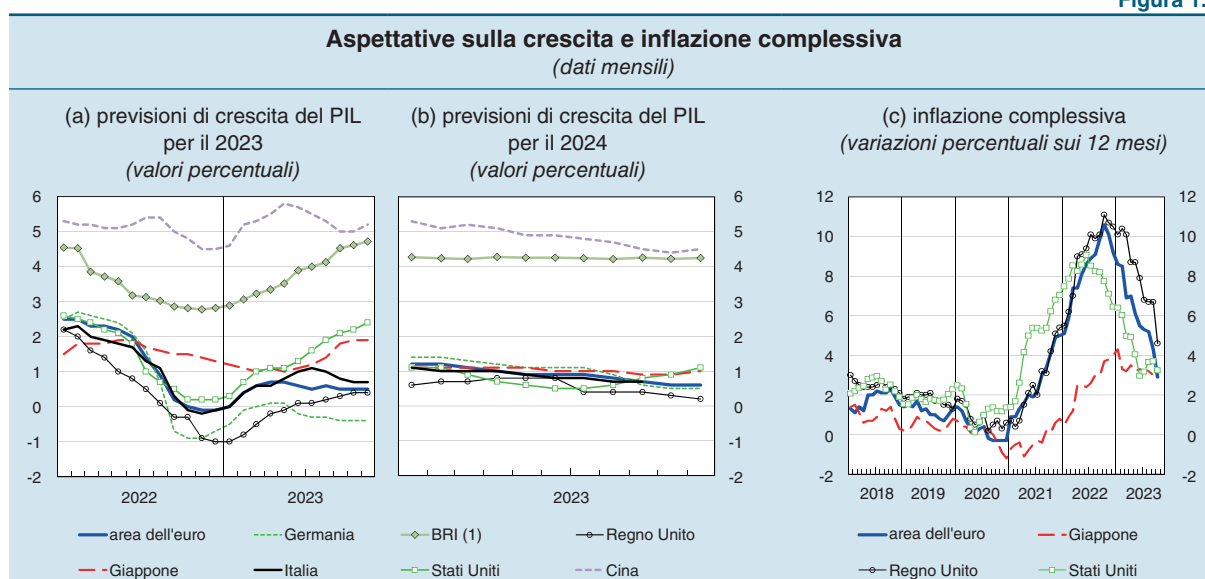 Figura 1.
Aspettative sulla crescita e inflazione complessiva
(dati mensili)
(a) previsioni di crescita del PIL
per il 2023
(valori percentuali)
(b) previsioni di crescita del PIL
per il 2024
(valori percentuali)
(c) inflazione complessiva
(variazioni percentuali sui 12 mesi)
6
5
4
3
2
1
0
-1
-2
2022
2023
6
5
4
3
2
1
0
-1
-2
2023
12
10
8
6
4
2
0
-2
12
10
8
6
4
2
0
-2
2018
2019
2020
2021
2022
2023
area dell'euro
Germania
BRI (1)
Regno Unito
Giappone
Italia
Stati Uniti
Cina
area dell'euro
Giappone
Regno Unito
Stati Uniti